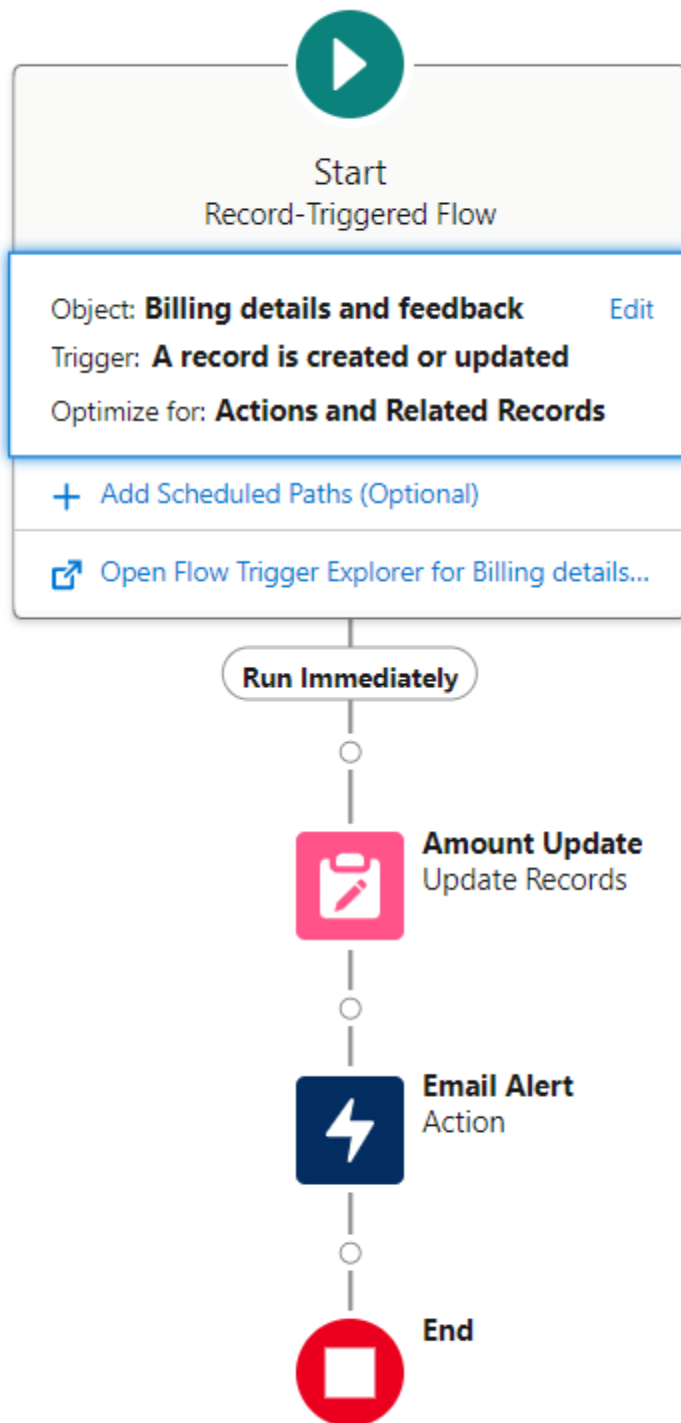 Start
Record-Triggered Flow
Object: Billing details and feedback Edit
Trigger: A record is created or updated
Optimize for: Actions and Related Records
+ Add Scheduled Paths (Optional)
Open Flow Trigger Explorer for Billing details...
Run Immediately
Amount Update
Update Records
Email Alert
Action
End